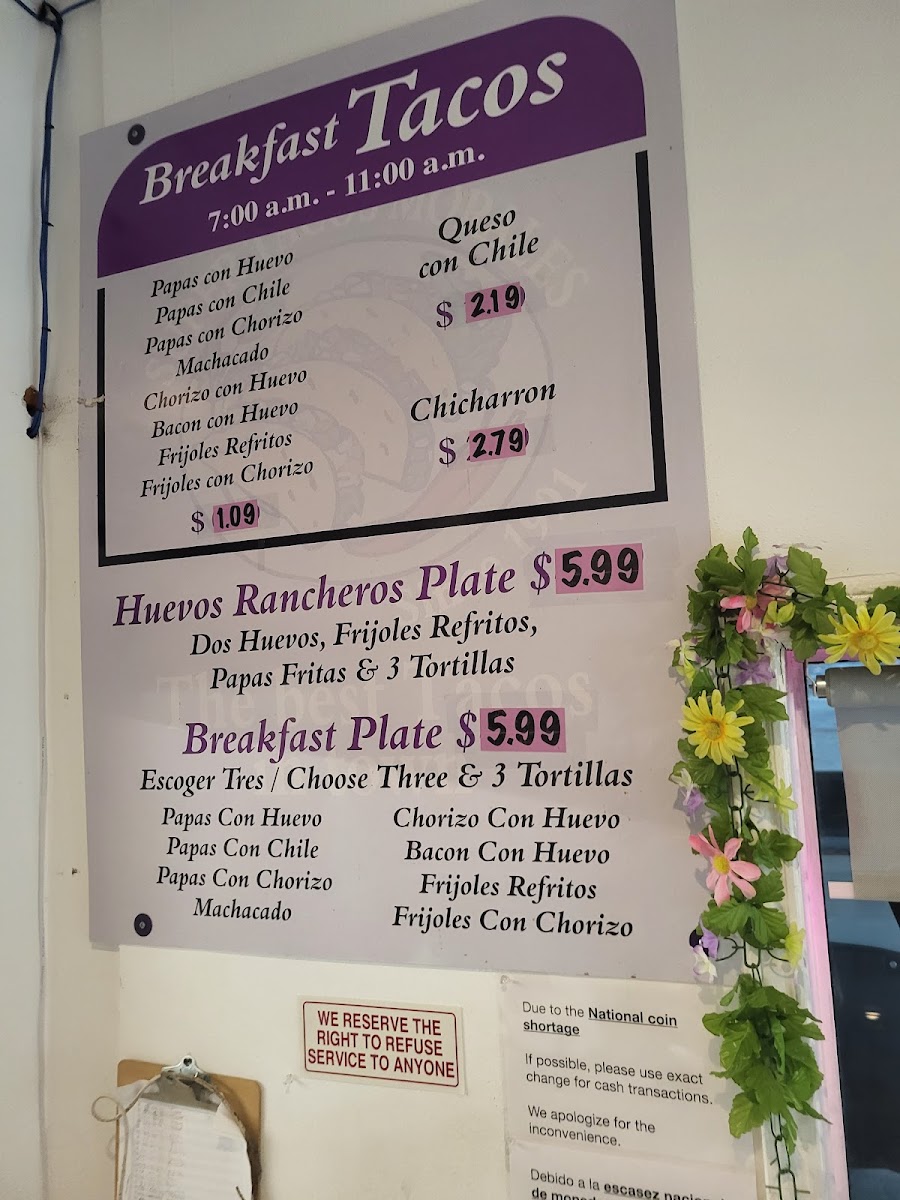 Breakfast Tacos
7:00 a.m. - 11:00 a.m.
Papas con Huevo
Papas con Chile
Papas con Chorizo
Machacado
Chorizo con Huevo
Bacon con Huevo
Frijoles Refritos
Frijoles con Chorizo
$ 1.09
Queso
con Chile
$ 2.19
Chicharron
$ 2.79
Huevos Rancheros Plate $5.99
Dos Huevos, Frijoles Refritos,
Papas Fritas & 3 Tortillas
The best Tacos
Breakfast Plate $5.99
Escoger Tres / Choose Three & 3 Tortillas
Papas Con Huevo
Papas Con Chile
Papas Con Chorizo
Machacado
Chorizo Con Huevo
Bacon Con Huevo
Frijoles Refritos
Frijoles Con Chorizo
WE RESERVE THE
RIGHT TO REFUSE
SERVICE TO ANYONE
Due to the National coin
shortage
If possible, please use exact
change for cash transactions.
We apologize for the
inconvenience.
Debido a la escasez